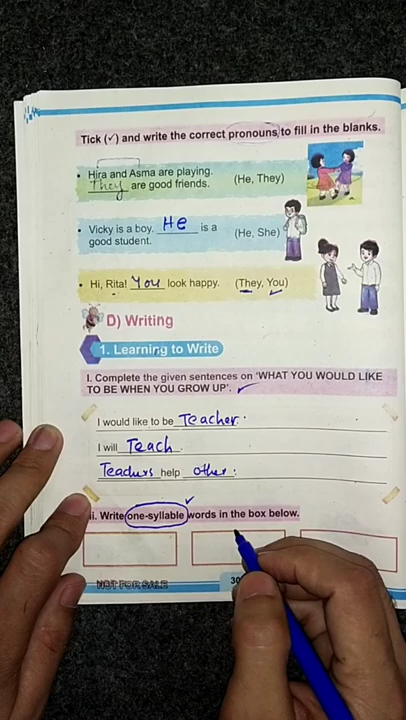 Tick (✓) and write the correct pronouns to fill in the blanks.
• Hira and Asma are playing.
They are good friends. (He, They)
• Vicky is a boy. He is a
good student. (He, She)
• Hi, Rita! You look happy. (They, You)
D) Writing
1. Learning to Write
I. Complete the given sentences on 'WHAT YOU WOULD LIKE
TO BE WHEN YOU GROW UP'.
I would like to be Teacher.
I will Teach.
Teachers help other.
ii. Write one-syllable words in the box below.
NOT FOR SALE
30